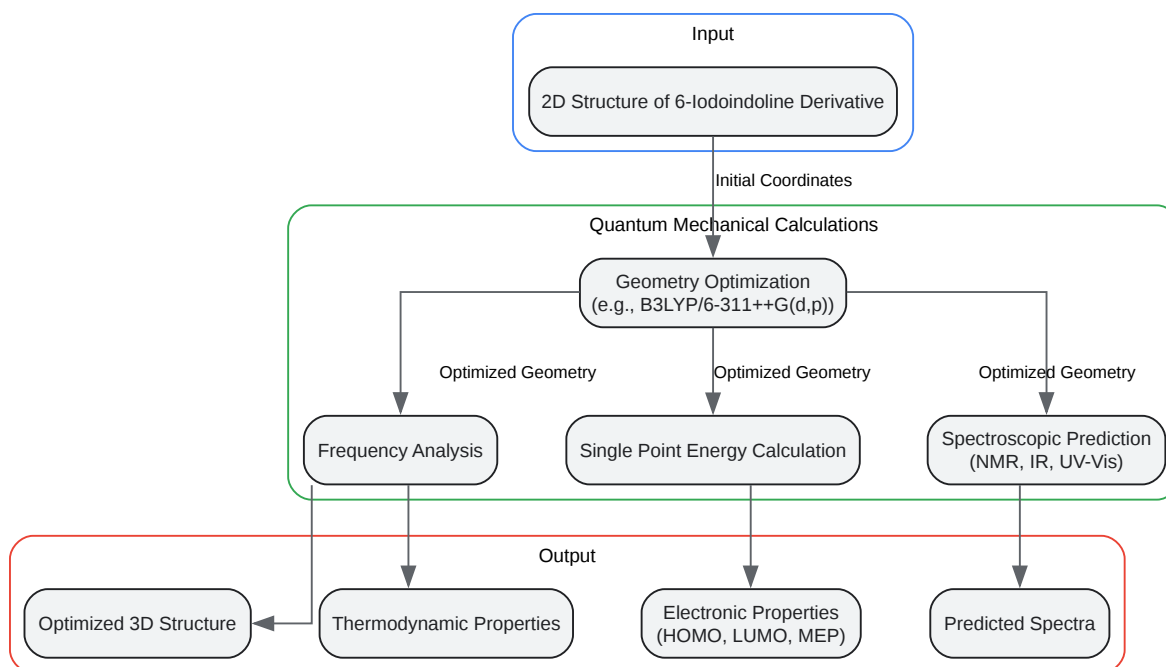 Input
2D Structure of 6-Iodoindoline Derivative
Initial Coordinates
Quantum Mechanical Calculations
Geometry Optimization
(e.g., B3LYP/6-311++G(d,p))
Optimized Geometry
Optimized Geometry
Optimized Geometry
Frequency Analysis
Single Point Energy Calculation
Spectroscopic Prediction
(NMR, IR, UV-Vis)
Output
Optimized 3D Structure
Thermodynamic Properties
Electronic Properties
(HOMO, LUMO, MEP)
Predicted Spectra